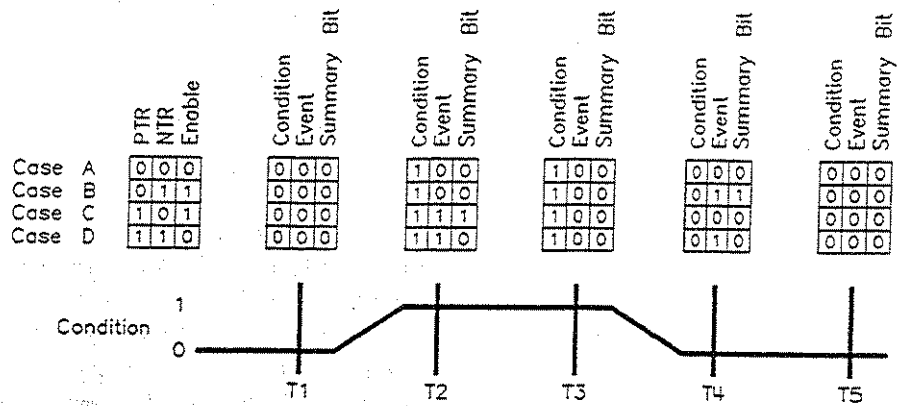 PTR NTR Enable Condition Event Summary Bit Condition Event Summary Bit Condition Event Summary Bit Condition Event Summary Bit Condition Event Summary Bit
Case A 0 0 0 0 0 0 1 0 0 1 0 0 0 0 0 0 0 0
Case B 0 1 1 0 0 0 1 0 0 1 0 0 0 1 1 0 0 0
Case C 1 0 1 0 0 0 1 1 1 1 0 0 0 0 0 0 0 0
Case D 1 1 0 0 0 0 1 1 0 1 0 0 0 1 0 0 0 0
1
Condition
0
T1 T2 T3 T4 T5